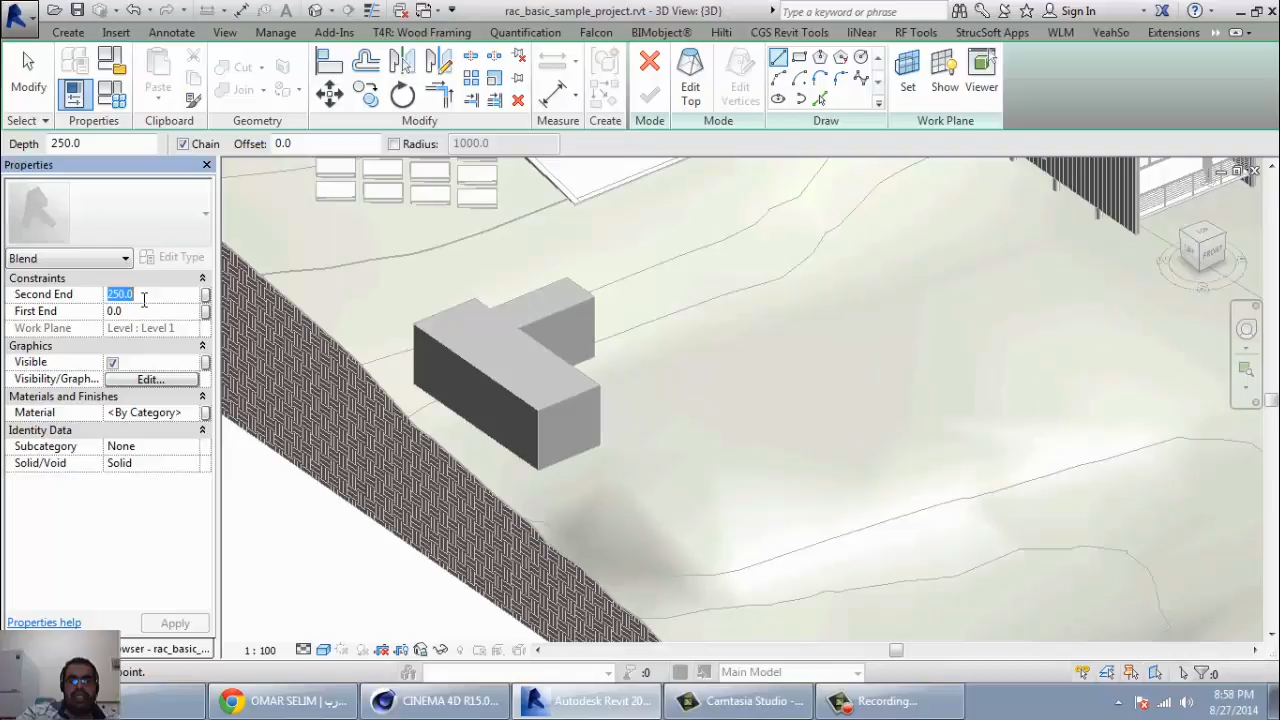 rac_basic_sample_project.rvt - 3D View: {3D}
Type a keyword or phrase
Sign In
Create Insert Annotate View Manage Add-Ins T4R: Wood Framing Quantification Falcon BIMobject® Hilti CGS Revit Tools liNear RF Tools StrucSoft Apps WLM YeahSo Extensions
Modify
Paste
Cut
Join
Edit Top
Edit Vertices
Set
Show
Viewer
Select
Properties
Clipboard
Geometry
Modify
Measure
Create
Mode
Mode
Draw
Work Plane
Depth 250.0 Chain Offset: 0.0 Radius: 1000.0
Properties
Blend
Edit Type
Constraints
Second End 250.0
First End 0.0
Work Plane Level : Level 1
Graphics
Visible
Visibility/Graph... Edit...
Materials and Finishes
Material <By Category>
Identity Data
Subcategory None
Solid/Void Solid
TOP
FRONT
Properties help
Apply
wser - rac_basic_...
1 : 100
point.
:0
Main Model
:0
OMAR SELIM | رب...
CINEMA 4D R15.0...
Autodesk Revit 20...
Camtasia Studio -...
Recording...
8:58 PM
8/27/2014